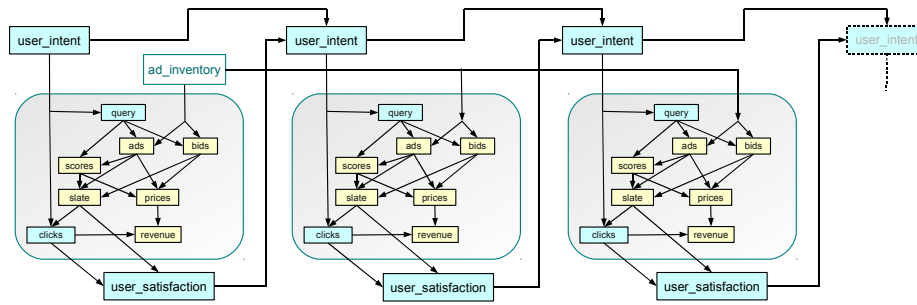 user_intent
user_intent
user_intent
user_intent
ad_inventory
query
ads
bids
scores
slate
prices
clicks
revenue
user_satisfaction
query
ads
bids
scores
slate
prices
clicks
revenue
user_satisfaction
query
ads
bids
scores
slate
prices
clicks
revenue
user_satisfaction